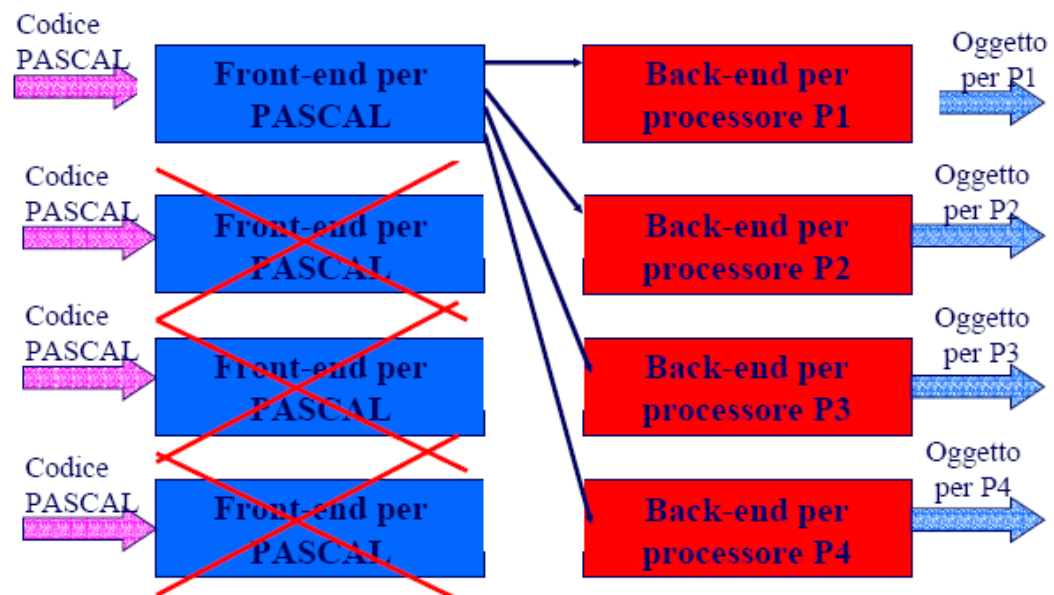 Codice
PASCAL
Front-end per
PASCAL
Back-end per
processore P1
Oggetto
per P1
Codice
PASCAL
Front-end per
PASCAL
Back-end per
processore P2
Oggetto
per P2
Codice
PASCAL
Front-end per
PASCAL
Back-end per
processore P3
Oggetto
per P3
Codice
PASCAL
Front-end per
PASCAL
Back-end per
processore P4
Oggetto
per P4